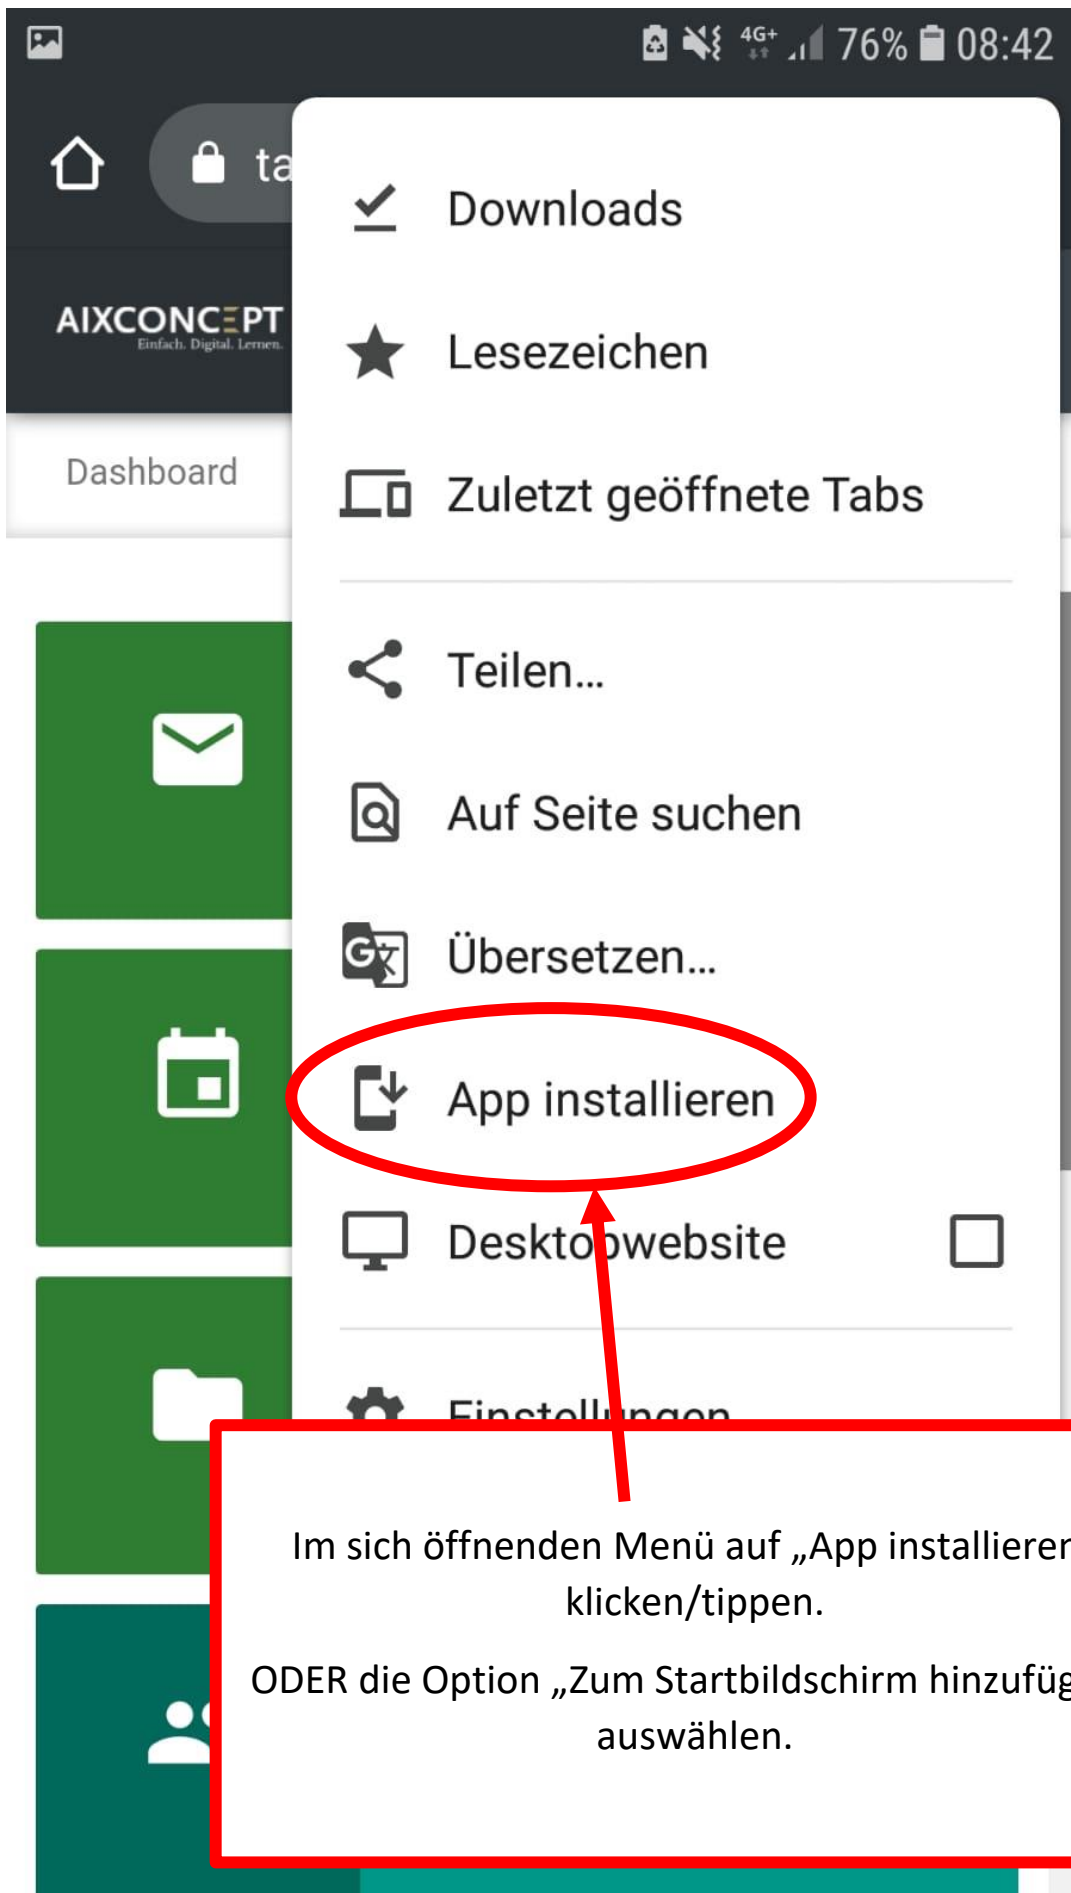 4G+ 76% 08:42
ta
AIXCONCEPT
Einfach. Digital. Lernen.
Dashboard
Downloads
Lesezeichen
Zuletzt geöffnete Tabs
Teilen...
Auf Seite suchen
Übersetzen...
App installieren
Desktopwebsite
Einstellungen
Im sich öffnenden Menü auf „App installieren
klicken/tippen.
ODER die Option „Zum Startbildschirm hinzufüg
auswählen.